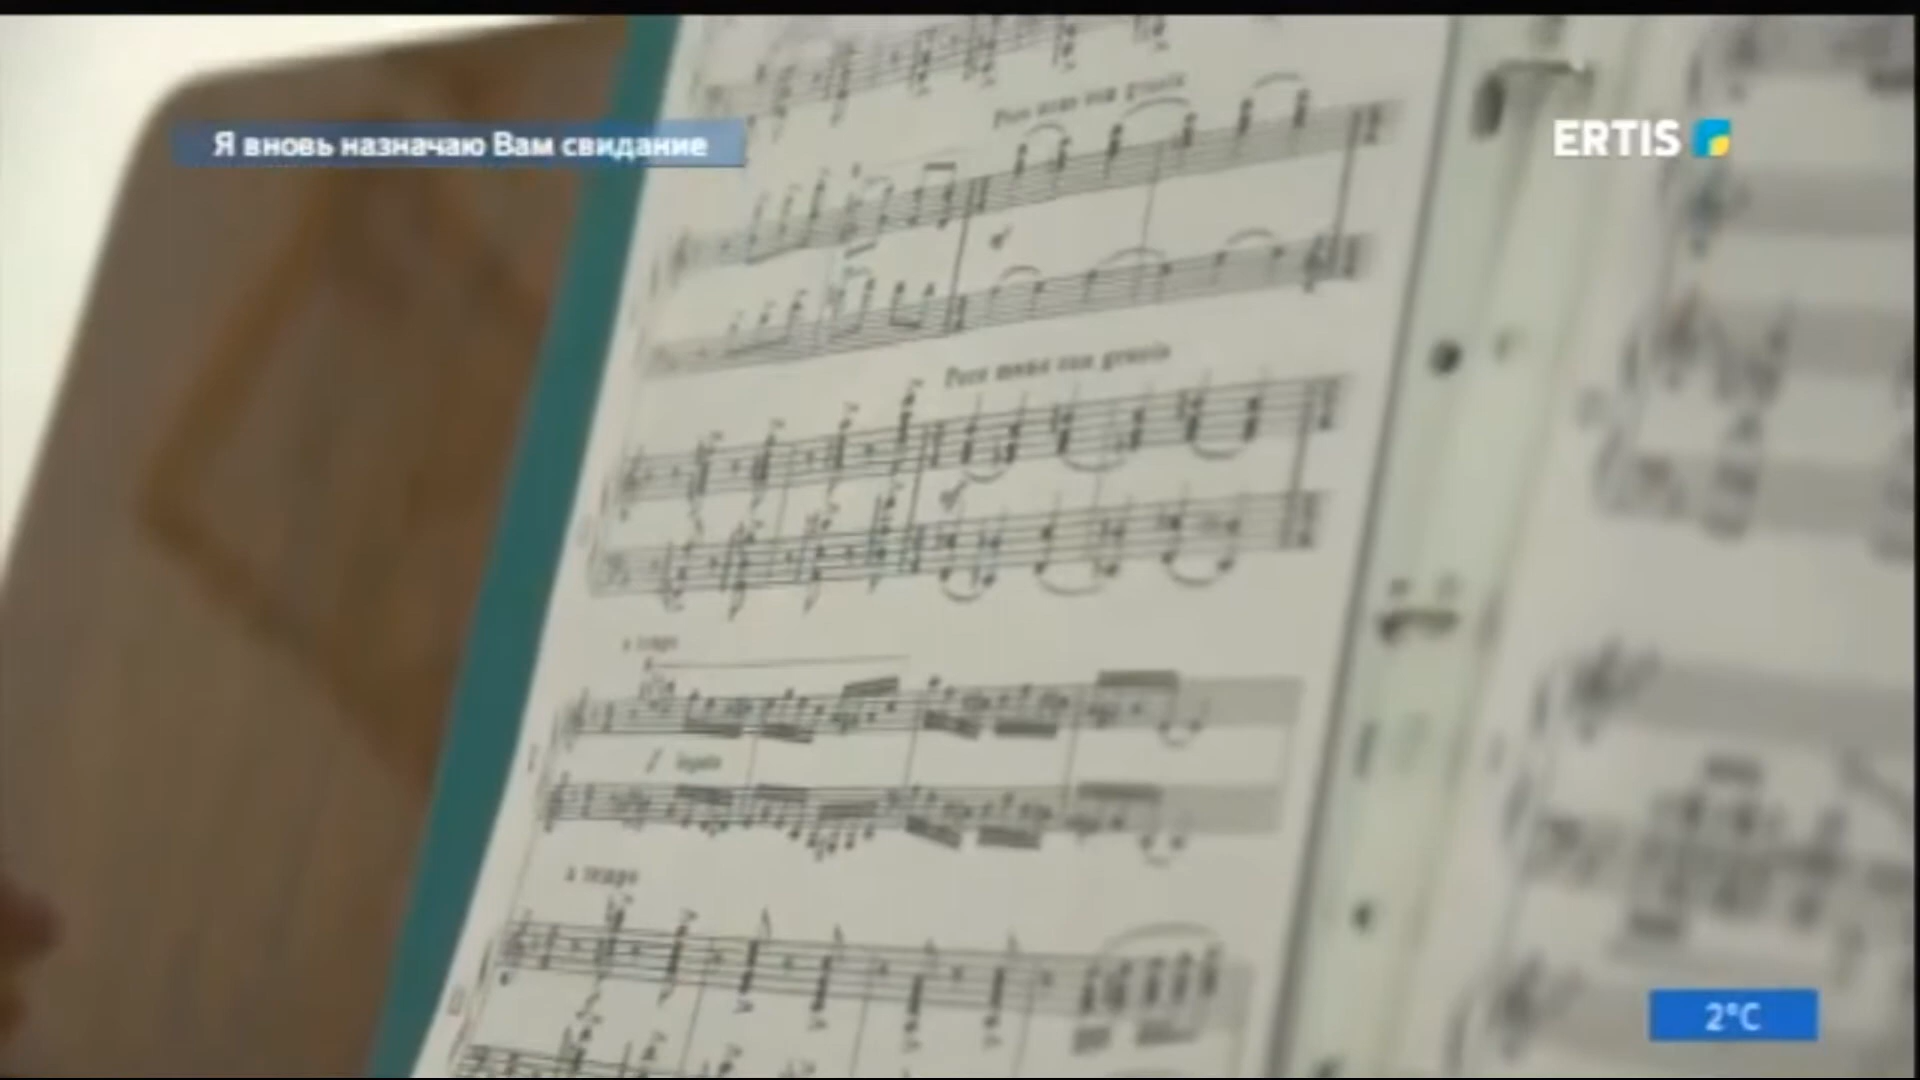 Poco meno con grazia
Я вновь назначаю Вам свидание
ERTIS
Poco meno con grazia
a tempo
f legato
a tempo
2°C